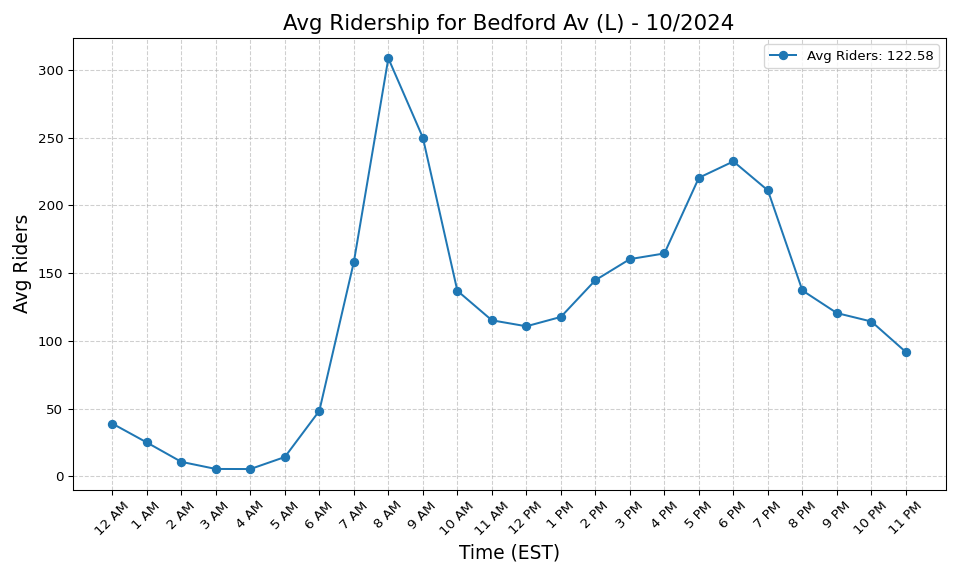 Avg Ridership for Bedford Av (L) - 10/2024
Avg Riders: 122.58
Avg Riders
300
250
200
150
100
50
0
12 AM
1 AM
2 AM
3 AM
4 AM
5 AM
6 AM
7 AM
8 AM
9 AM
10 AM
11 AM
12 PM
1 PM
2 PM
3 PM
4 PM
5 PM
6 PM
7 PM
8 PM
9 PM
10 PM
11 PM
Time (EST)